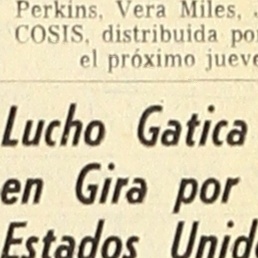 Perkins, Vera Miles,
COSIS, distribuida por
el próximo jueve
Lucho Gatica
en Gira por
Estados Unid